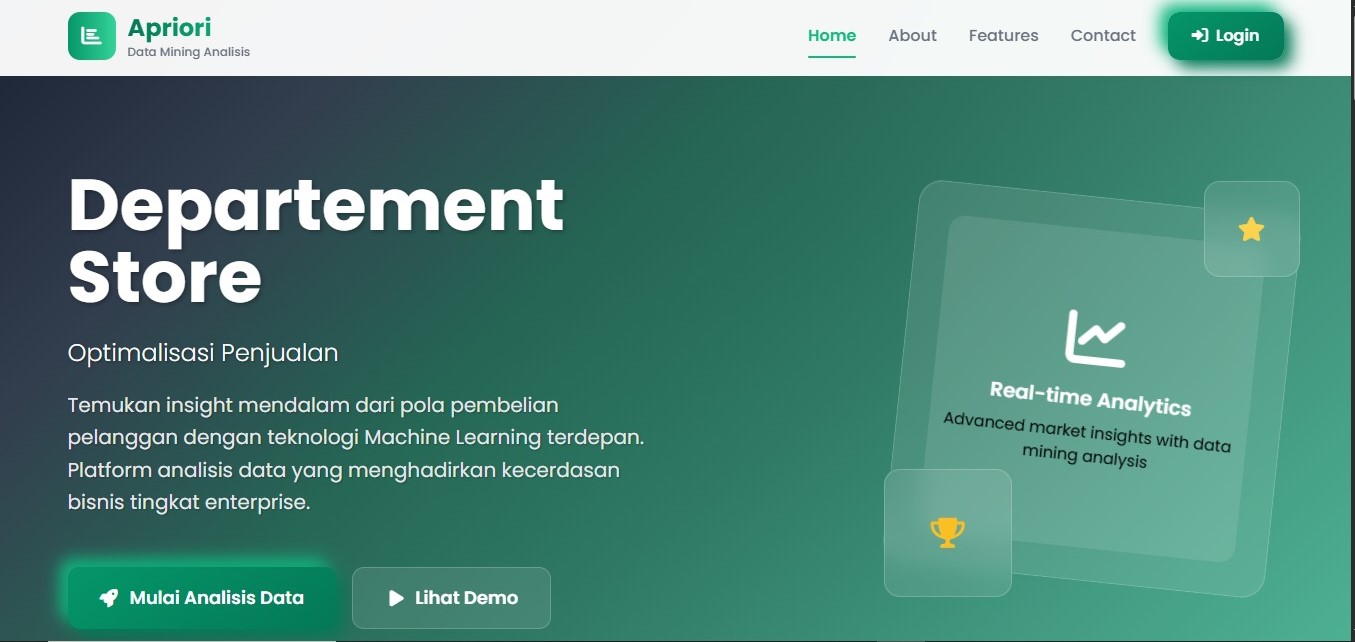 Apriori
Data Mining Analisis
Home
About
Features
Contact
Login
Departement
Store
Optimalisasi Penjualan
Temukan insight mendalam dari pola pembelian
pelanggan dengan teknologi Machine Learning terdepan.
Platform analisis data yang menghadirkan kecerdasan
bisnis tingkat enterprise.
Mulai Analisis Data
Lihat Demo
Real-time Analytics
Advanced market insights with data
mining analysis